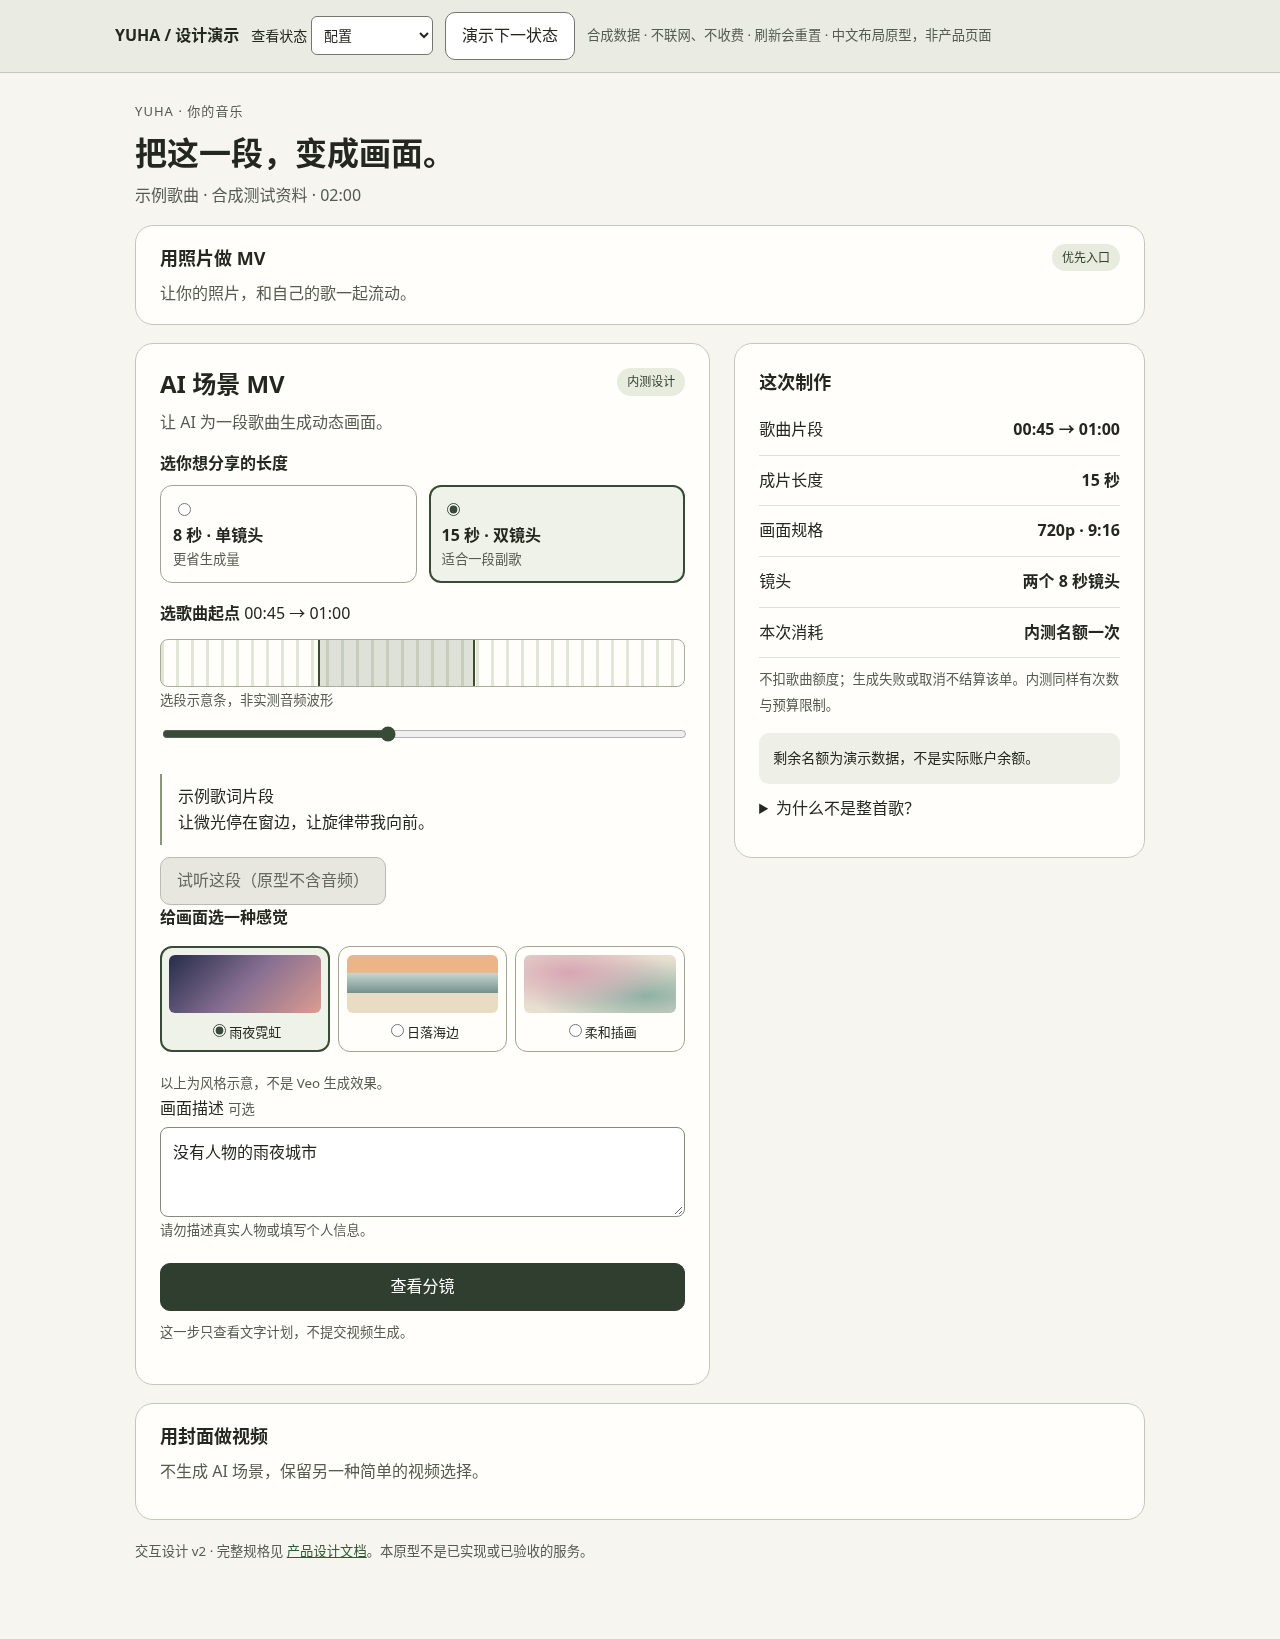 YUHA / 设计演示 查看状态 配置 演示下一状态 合成数据 · 不联网、不收费 · 刷新会重置 · 中文布局原型，非产品页面
YUHA · 你的音乐
把这一段，变成画面。
示例歌曲 · 合成测试资料 · 02:00
用照片做 MV
优先入口
让你的照片，和自己的歌一起流动。
AI 场景 MV
内测设计
让 AI 为一段歌曲生成动态画面。
选你想分享的长度
8 秒 · 单镜头
更省生成量
15 秒 · 双镜头
适合一段副歌
选歌曲起点 00:45 → 01:00
选段示意条，非实测音频波形
示例歌词片段
让微光停在窗边，让旋律带我向前。
试听这段（原型不含音频）
给画面选一种感觉
雨夜霓虹
日落海边
柔和插画
以上为风格示意，不是 Veo 生成效果。
画面描述 可选
没有人物的雨夜城市
请勿描述真实人物或填写个人信息。
查看分镜
这一步只查看文字计划，不提交视频生成。
这次制作
歌曲片段 00:45 → 01:00
成片长度 15 秒
画面规格 720p · 9:16
镜头 两个 8 秒镜头
本次消耗 内测名额一次
不扣歌曲额度；生成失败或取消不结算该单。内测同样有次数
与预算限制。
剩余名额为演示数据，不是实际账户余额。
▶ 为什么不是整首歌？
用封面做视频
不生成 AI 场景，保留另一种简单的视频选择。
交互设计 v2 · 完整规格见 产品设计文档。本原型不是已实现或已验收的服务。